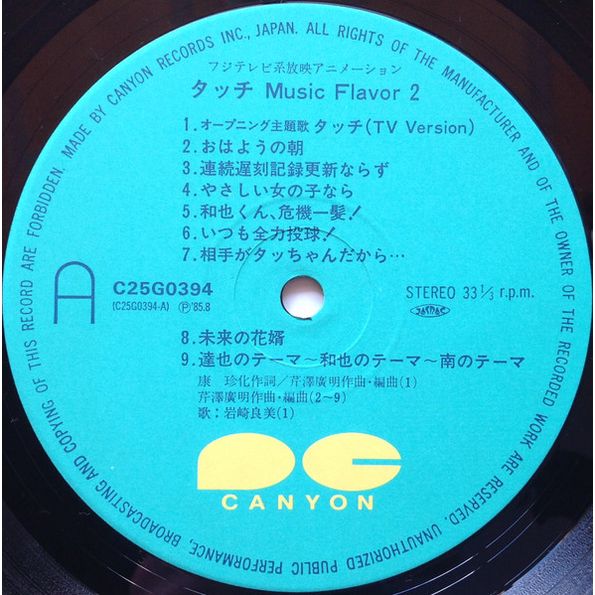 MADE BY CANYON RECORDS INC., JAPAN. ALL RIGHTS OF THE MANUFACTURER AND OF THE OWNER OF THE RECORDED WORK ARE RESERVED. UNAUTHORIZED PUBLIC PERFORMANCE, BROADCASTING AND COPYING OF THIS RECORD ARE FORBIDDEN.
フジテレビ系放映アニメーション
タッチ Music Flavor 2
1. オープニング主題歌 タッチ(TV Version)
2. おはようの朝
3. 連続遅刻記録更新ならず
4. やさしい女の子なら
5. 和也くん、危機一髪!
6. いつも全力投球!
7. 相手がタッちゃんだから…
A
C25G0394
(C25G0394-A) Ⓟ'85.8
STEREO 33 1/3 r.p.m.
JASRAC
8. 未来の花婿
9. 達也のテーマ〜和也のテーマ〜南のテーマ
康 珍化作詞/芹澤廣明作曲・編曲(1)
芹澤廣明作曲・編曲(2〜9)
歌:岩崎良美(1)
CANYON